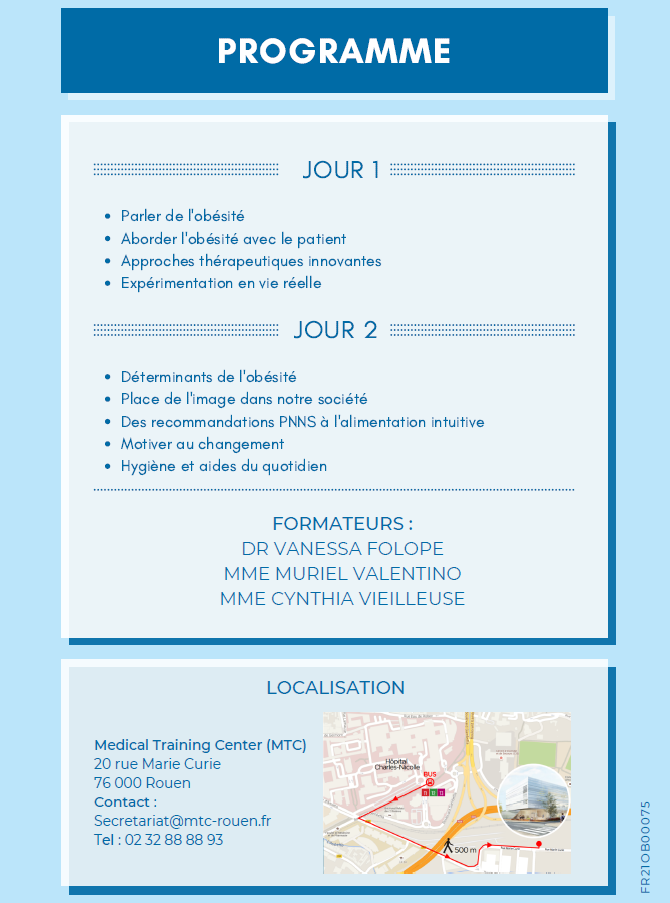 PROGRAMME
JOUR 1
• Parler de l'obésité
• Aborder l'obésité avec le patient
• Approches thérapeutiques innovantes
• Expérimentation en vie réelle
JOUR 2
• Déterminants de l'obésité
• Place de l'image dans notre société
• Des recommandations PNNS à l'alimentation intuitive
• Motiver au changement
• Hygiène et aides du quotidien
FORMATEURS :
DR VANESSA FOLOPE
MME MURIEL VALENTINO
MME CYNTHIA VIEILLEUSE
LOCALISATION
Medical Training Center (MTC)
20 rue Marie Curie
76 000 Rouen
Contact :
Secretariat@mtc-rouen.fr
Tel : 02 32 88 88 93
Hôpital
Charles-Nicolle
BUS
500 m
FR21OB00075